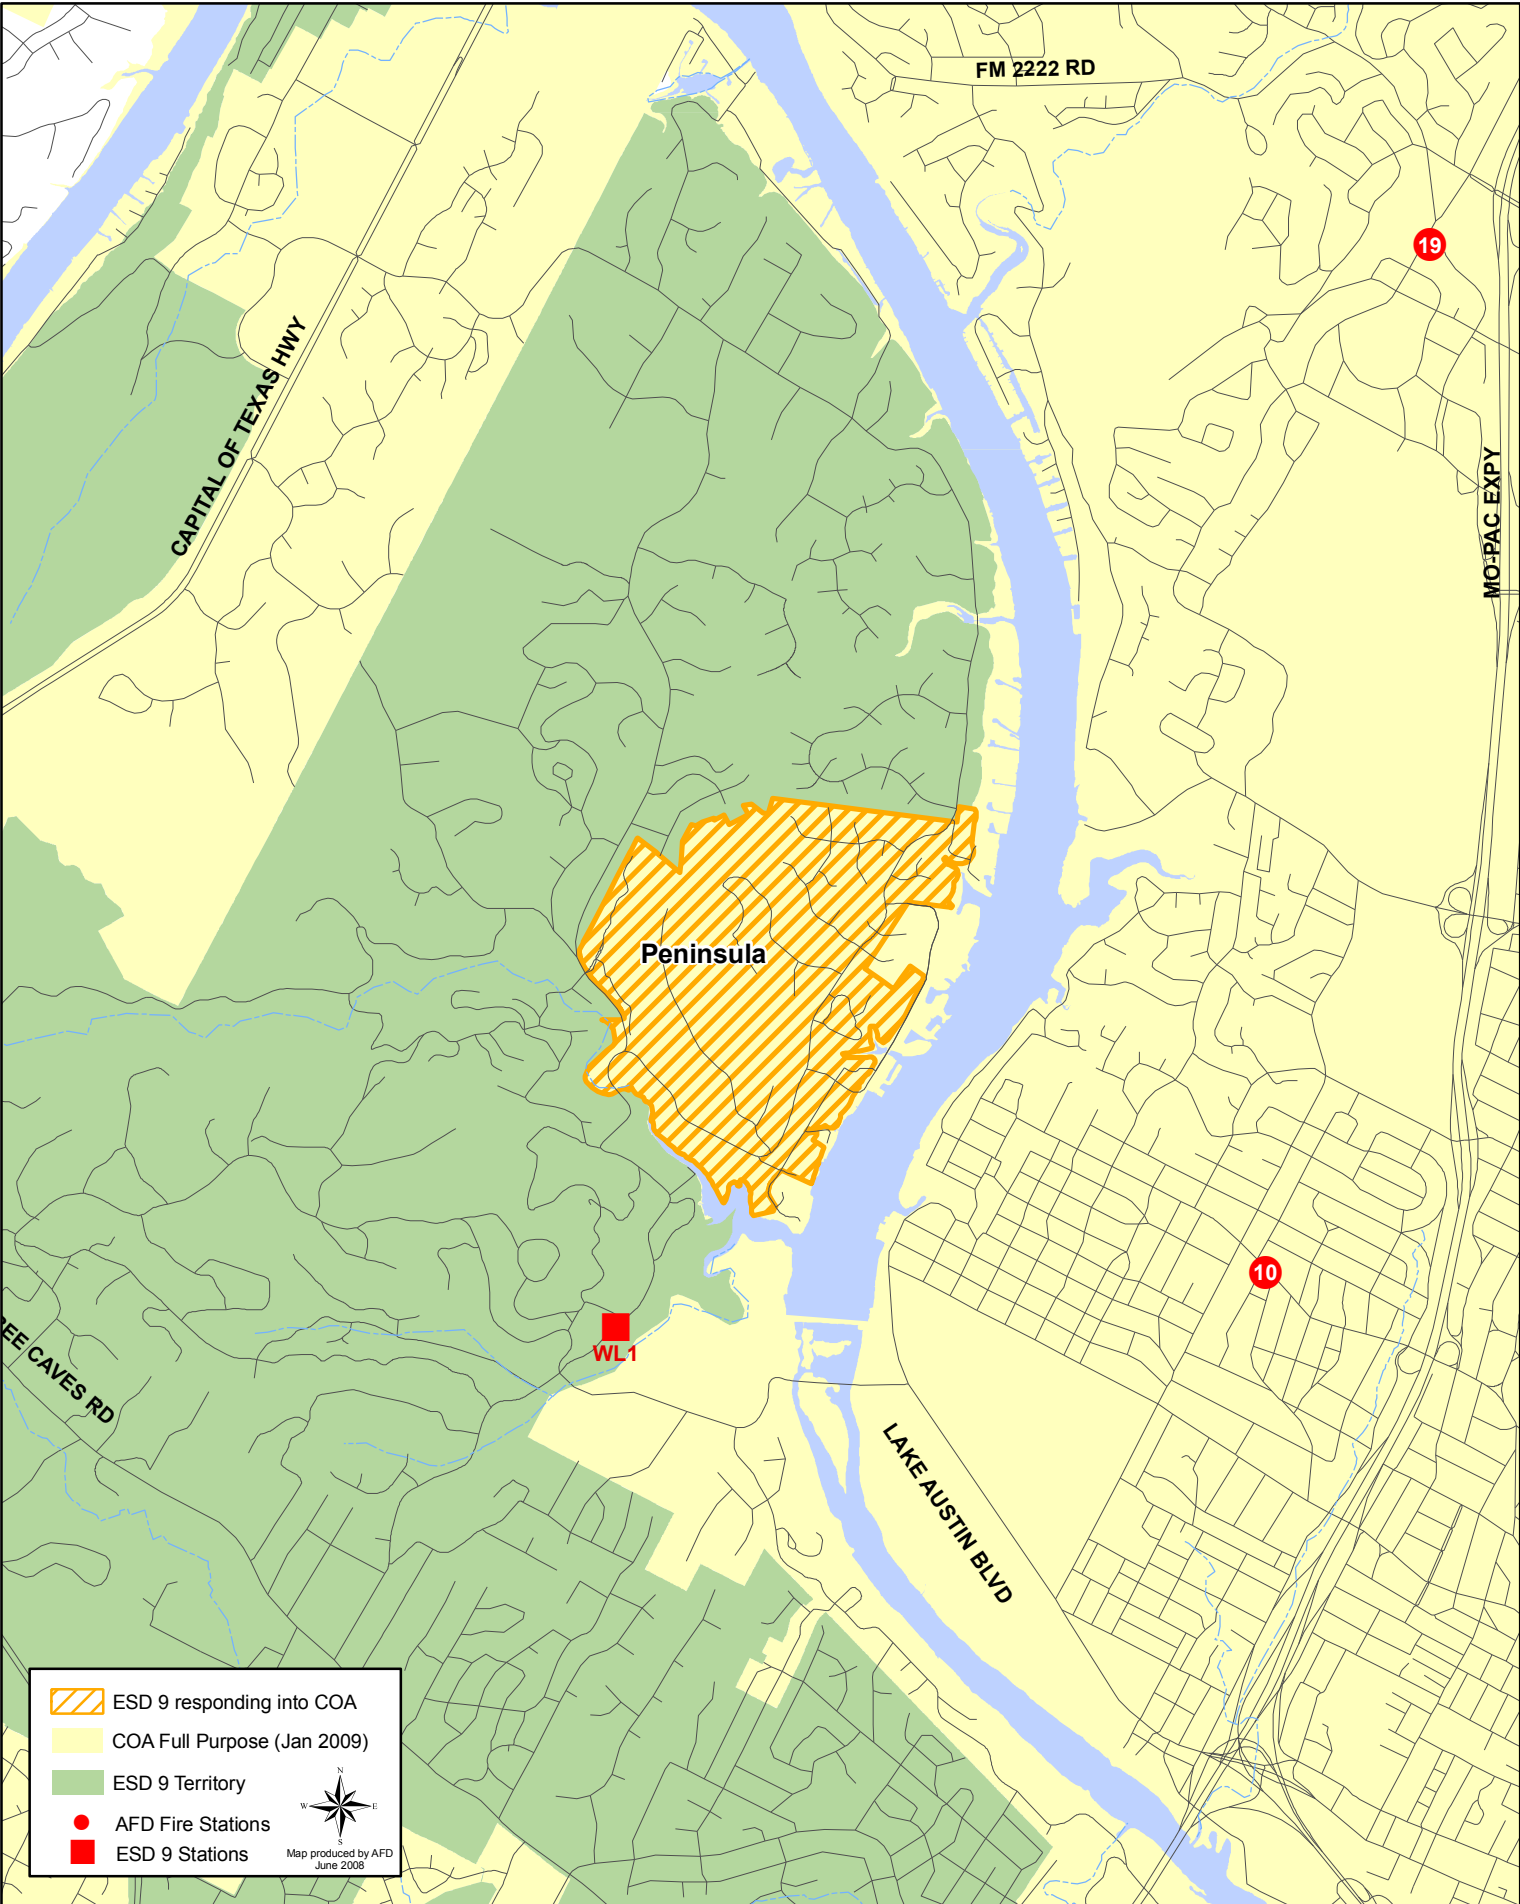 FM 2222 RD
19
CAPITAL OF TEXAS HWY
MO-PAC EXPY
Peninsula
10
WL1
EE CAVES RD
LAKE AUSTIN BLVD
ESD 9 responding into COA
COA Full Purpose (Jan 2009)
ESD 9 Territory
AFD Fire Stations
ESD 9 Stations
N
W E
S
Map produced by AFD
June 2008